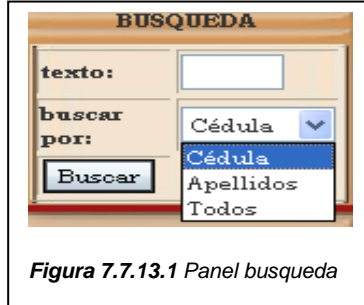 BUSQUEDA
texto:
buscar
por:
Cédula
Cédula
Apellidos
Todos
Buscar
Figura 7.7.13.1 Panel busqueda